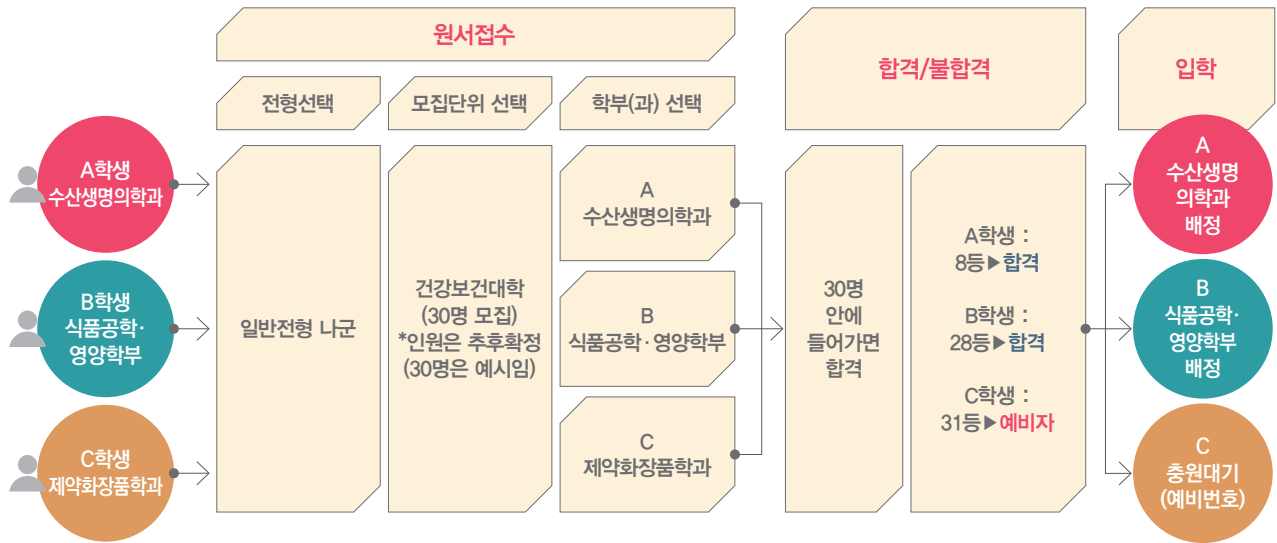 원서접수
합격/불합격
입학
전형선택
모집단위 선택
학부(과) 선택
A학생
수산생명의학과
B학생
식품공학·
영양학부
C학생
제약화장품학과
일반전형 나군
건강보건대학
(30명 모집)
*인원은 추후확정
(30명은 예시임)
A
수산생명의학과
B
식품공학·영양학부
C
제약화장품학과
30명
안에
들어가면
합격
A학생 :
8등▶합격
B학생 :
28등▶합격
C학생 :
31등▶예비자
A
수산생명
의학과
배정
B
식품공학·
영양학부
배정
C
충원대기
(예비번호)